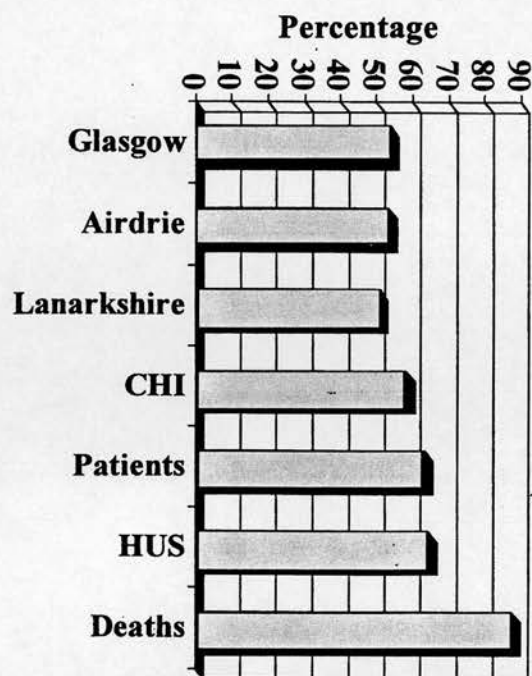 Percentage
0 10 20 30 40 50 60 70 80 90
Glasgow
Airdrie
Lanarkshire
CHI
Patients
HUS
Deaths